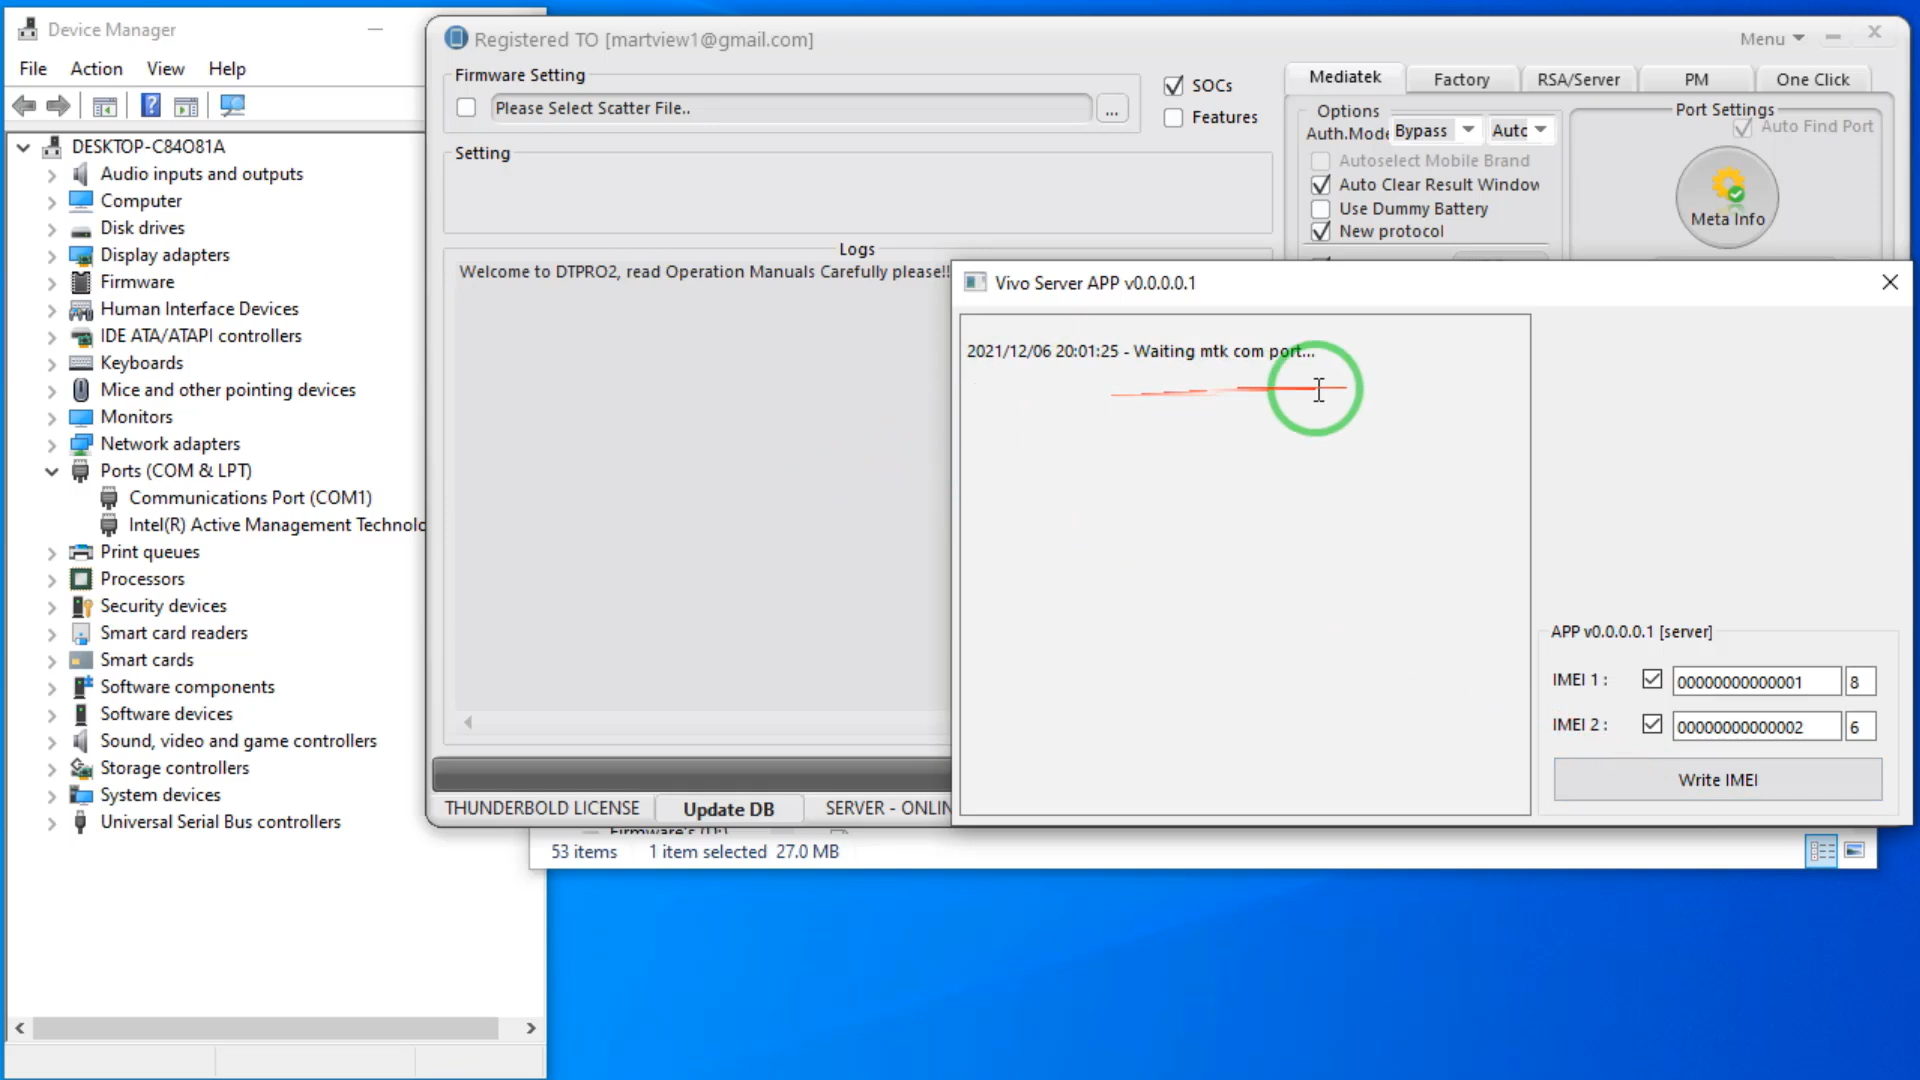 Device Manager
File Action View Help
DESKTOP-C84O81A
Audio inputs and outputs
Computer
Disk drives
Display adapters
Firmware
Human Interface Devices
IDE ATA/ATAPI controllers
Keyboards
Mice and other pointing devices
Monitors
Network adapters
Ports (COM & LPT)
Communications Port (COM1)
Intel(R) Active Management Technolo
Print queues
Processors
Security devices
Smart card readers
Smart cards
Software components
Software devices
Sound, video and game controllers
Storage controllers
System devices
Universal Serial Bus controllers
Registered TO [martview1@gmail.com]
Menu
Firmware Setting
Please Select Scatter File..
...
SOCs
Features
Setting
Logs
Welcome to DTPRO2, read Operation Manuals Carefully please!!
Mediatek Factory RSA/Server PM One Click
Options
Auth.Mode Bypass Auto
Autoselect Mobile Brand
Auto Clear Result Window
Use Dummy Battery
New protocol
Port Settings
Auto Find Port
Meta Info
THUNDERBOLD LICENSE Update DB SERVER - ONLIN
Vivo Server APP v0.0.0.0.1
2021/12/06 20:01:25 - Waiting mtk com port...
APP v0.0.0.0.1 [server]
IMEI 1 : 00000000000001 8
IMEI 2 : 00000000000002 6
Write IMEI
53 items 1 item selected 27.0 MB